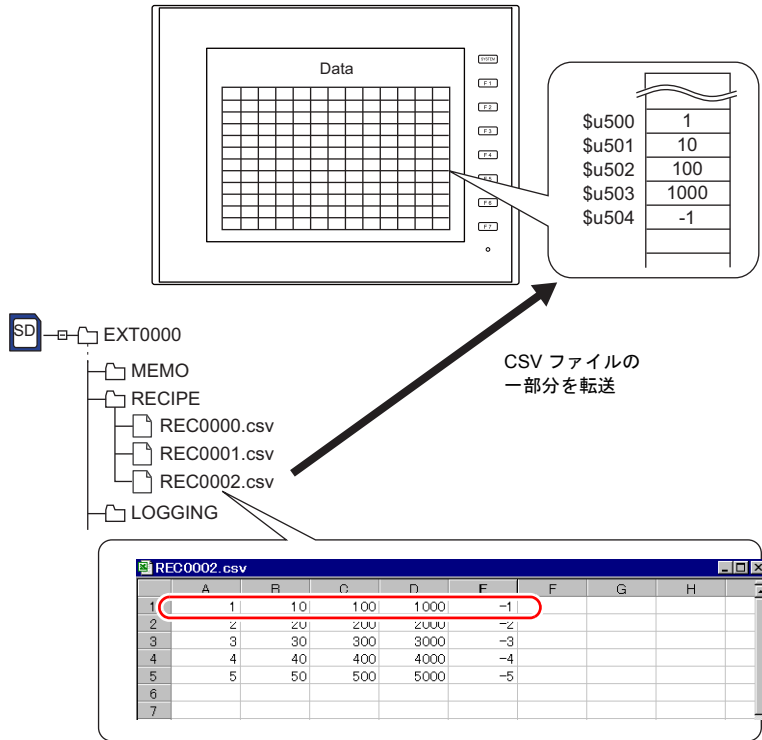 Data
SYSTEM
F1
F2
F3
F4
F5
F6
F7
$u500 1
$u501 10
$u502 100
$u503 1000
$u504 -1
SD
EXT0000
MEMO
RECIPE
REC0000.csv
REC0001.csv
REC0002.csv
LOGGING
CSV ファイルの
一部分を転送
REC0002.csv
A B C D E F G H
1 1 10 100 1000 -1
2 2 20 200 2000 -2
3 3 30 300 3000 -3
4 4 40 400 4000 -4
5 5 50 500 5000 -5
6
7